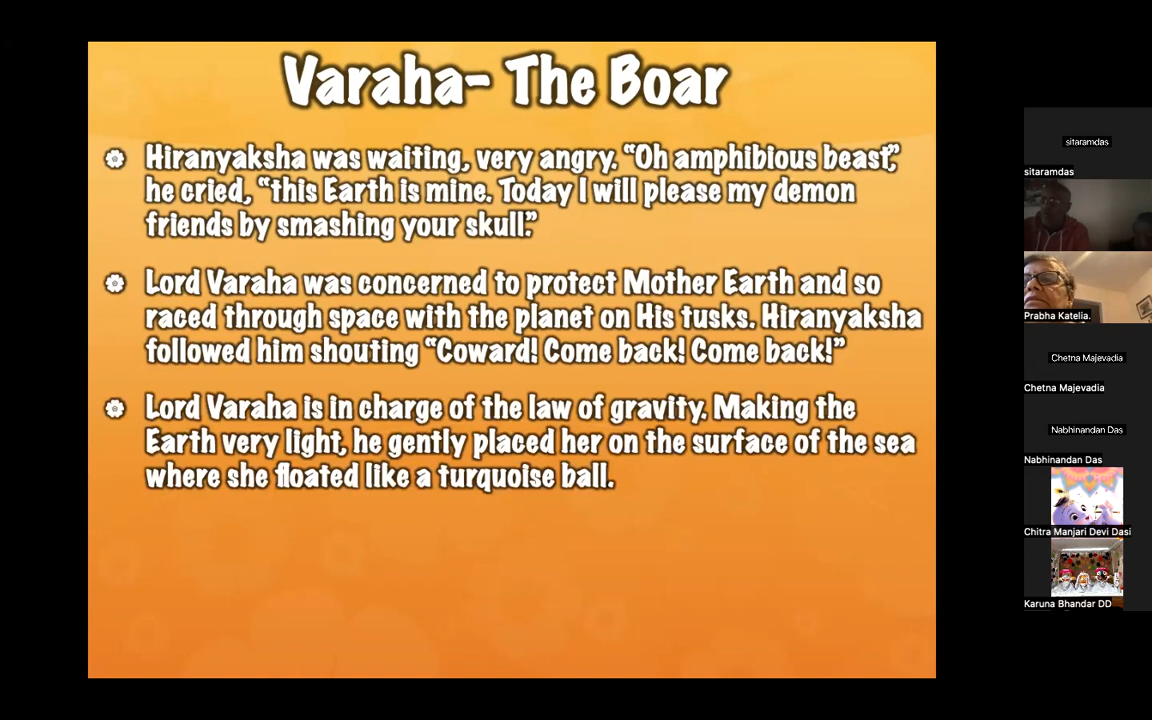 Varaha- The Boar
Hiranyaksha was waiting, very angry. “Oh amphibious beast,”
he cried, “this Earth is mine. Today I will please my demon
friends by smashing your skull.”
Lord Varaha was concerned to protect Mother Earth and so
raced through space with the planet on His tusks. Hiranyaksha
followed him shouting “Coward! Come back! Come back!”
Lord Varaha is in charge of the law of gravity. Making the
Earth very light, he gently placed her on the surface of the sea
where she floated like a turquoise ball.
sitaramdas
sitaramdas
Prabha Katelia.
Chetna Majevadia
Chetna Majevadia
Nabhinandan Das
Nabhinandan Das
Chitra Manjari Devi Dasi
Karuna Bhandar DD